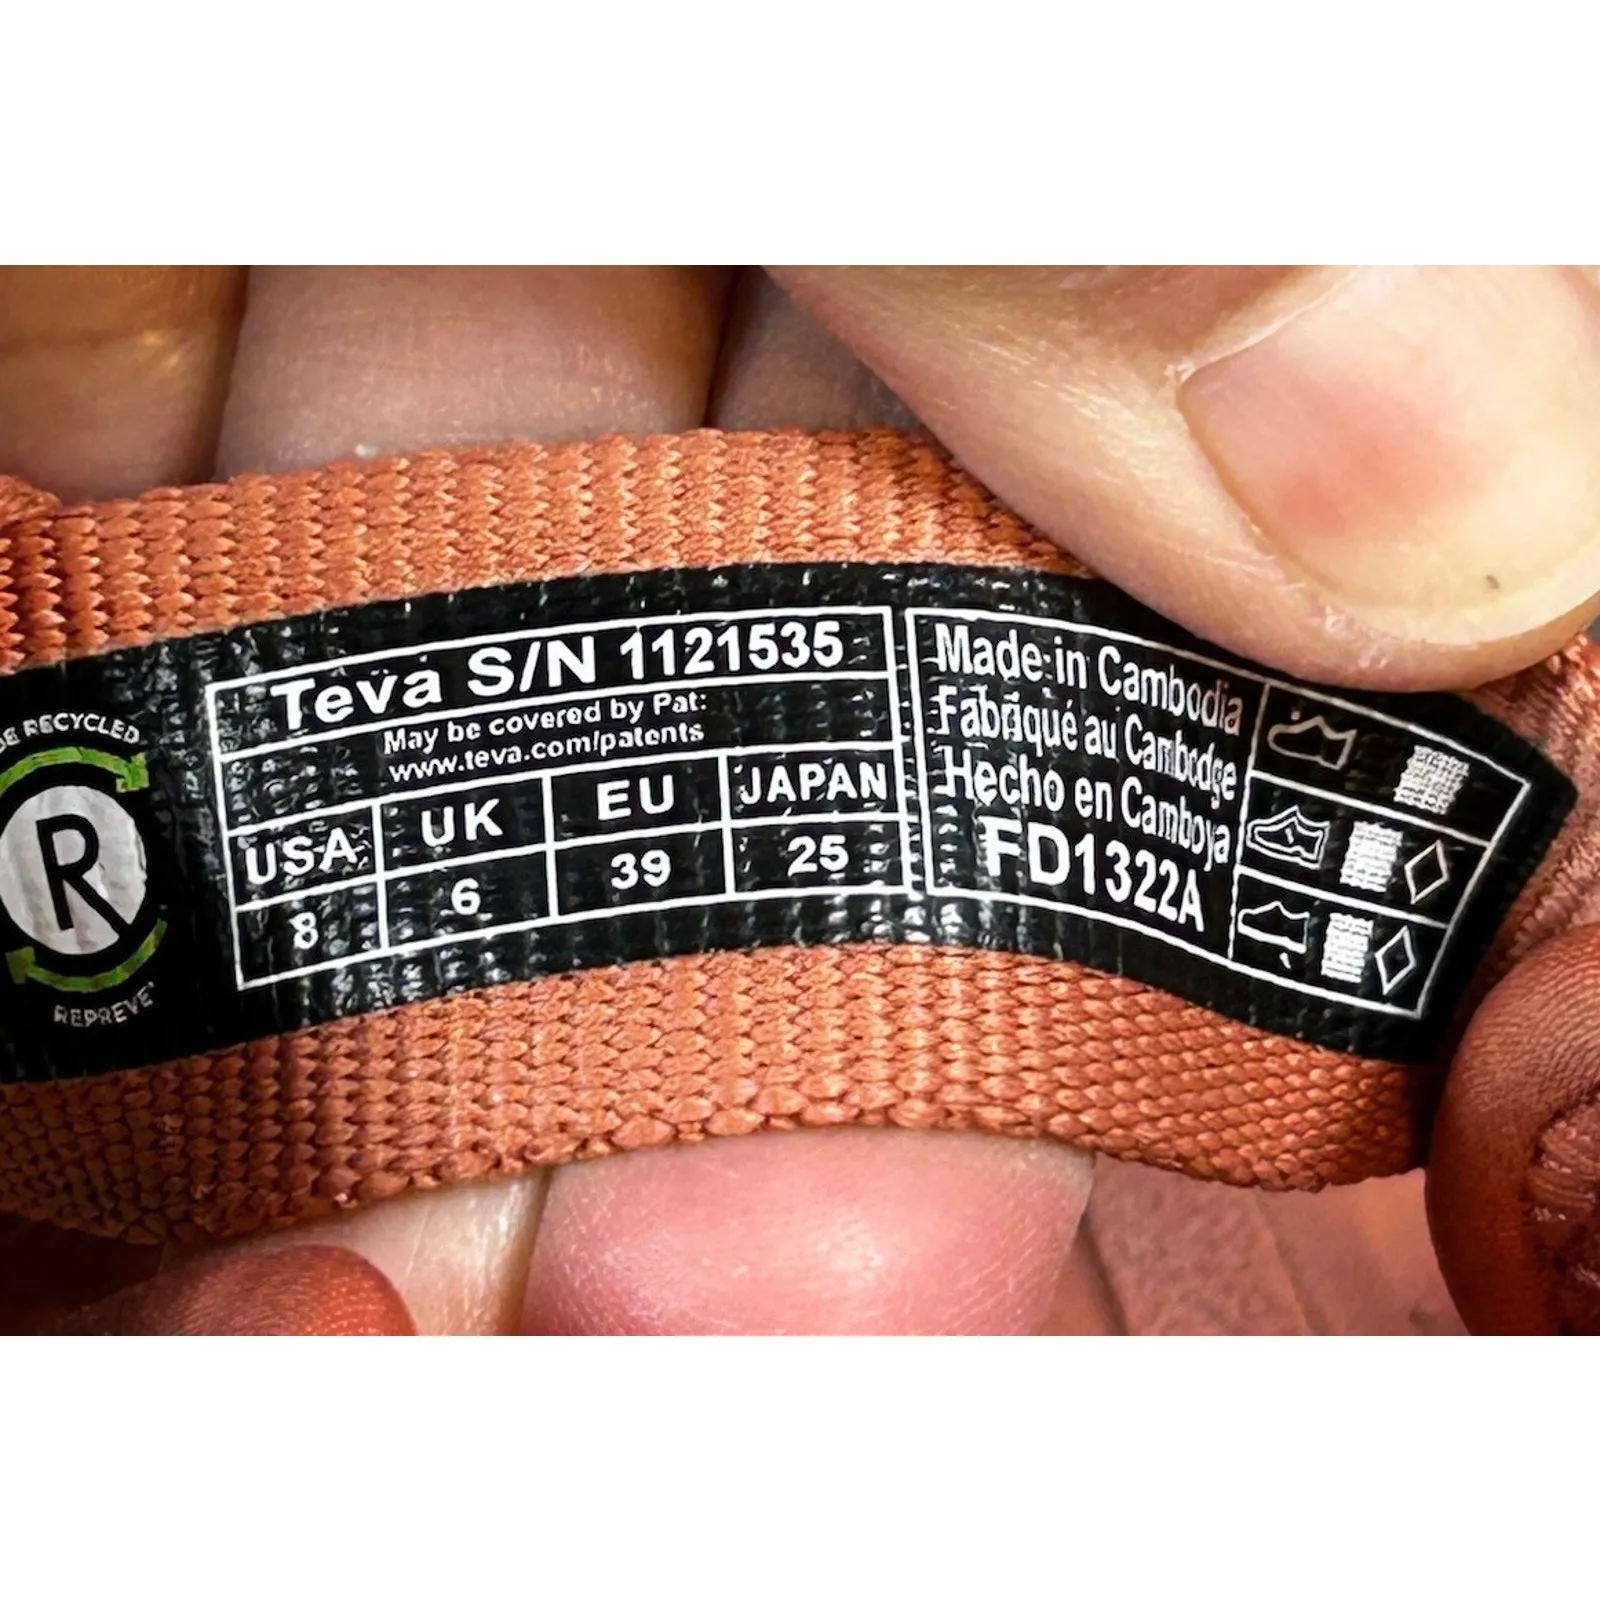 DE RECYCLED
R
REPREVE
Teva S/N 1121535
May be covered by Pat:
www.teva.com/patents
USA UK EU JAPAN
8 6 39 25
Made in Cambodia
Fabriqué au Cambodge
Hecho en Camboya
FD1322A